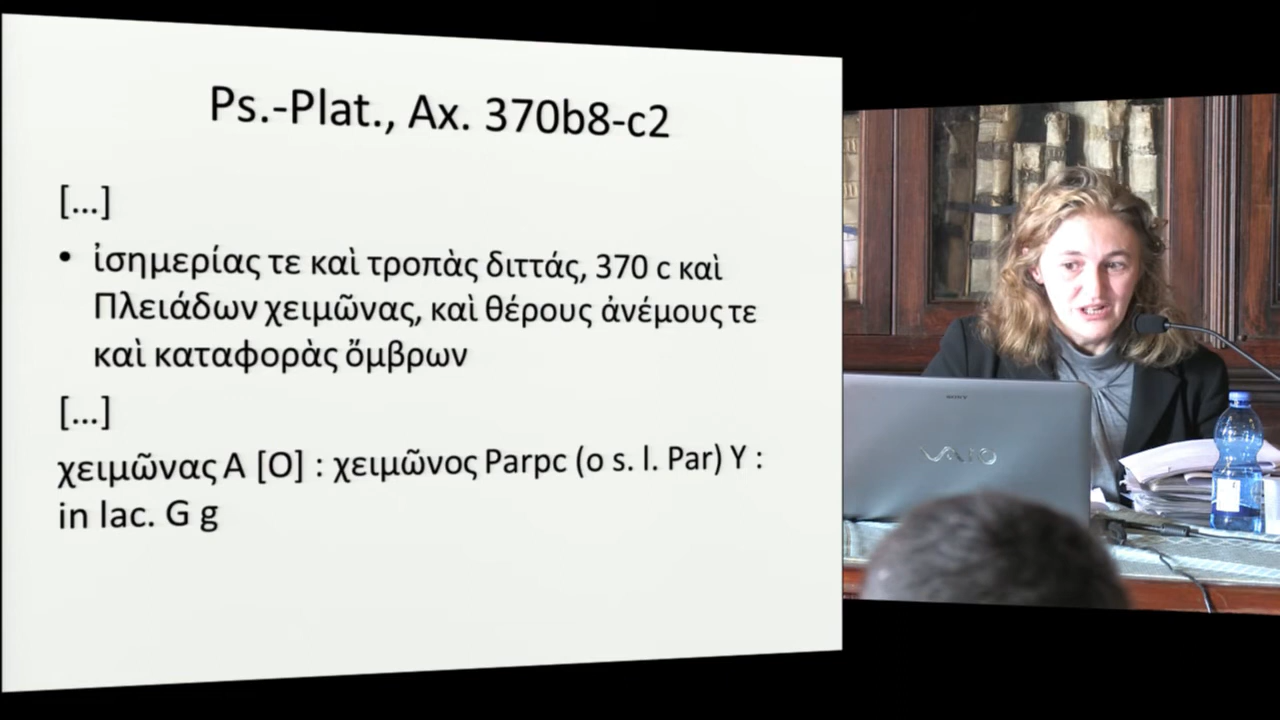 Ps.-Plat., Ax. 370b8-c2
[...]
• ἰσημερίας τε καὶ τροπὰς διττάς, 370 c καὶ
Πλειάδων χειμῶνας, καὶ θέρους ἀνέμους τε
καὶ καταφορὰς ὄμβρων
[...]
χειμῶνας A [O] : χειμῶνος Parpc (o s. l. Par) Y :
in lac. G g
SONY
VAIO